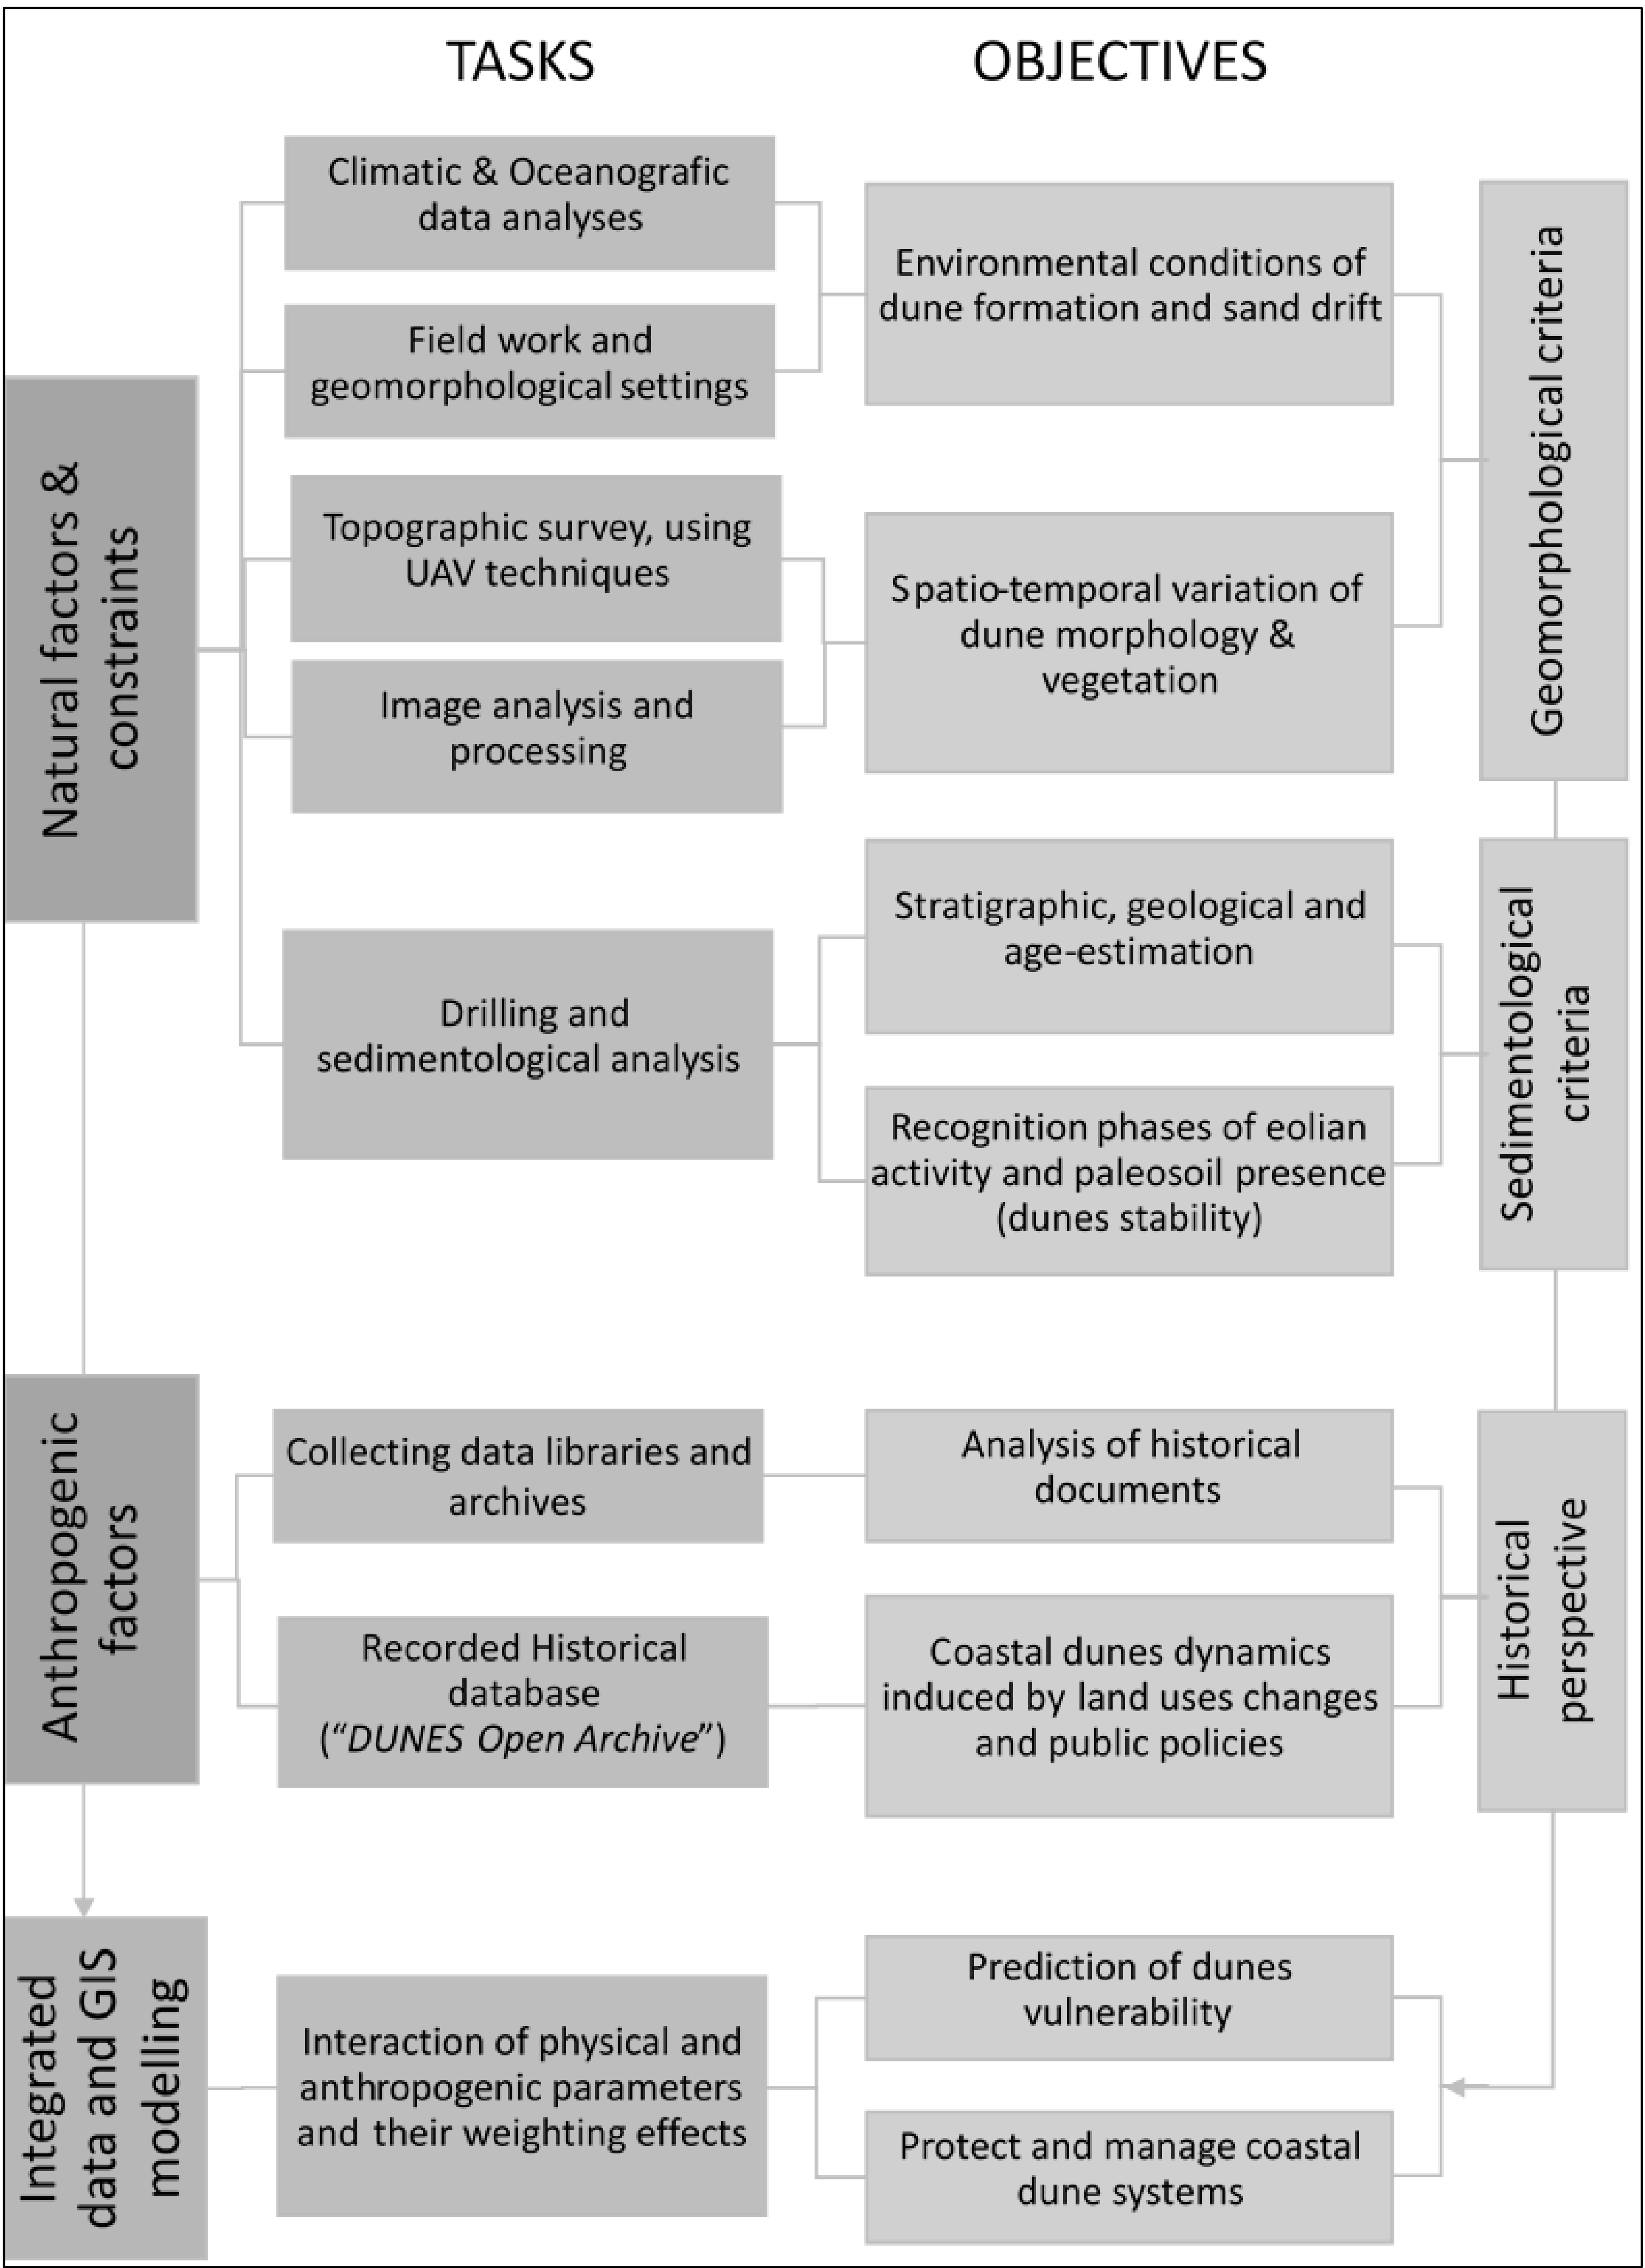 TASKS
OBJECTIVES
Natural factors &
constraints
Climatic & Oceanografic
data analyses
Field work and
geomorphological settings
Topographic survey, using
UAV techniques
Image analysis and
processing
Drilling and
sedimentological analysis
Environmental conditions of
dune formation and sand drift
Spatio-temporal variation of
dune morphology &
vegetation
Stratigraphic, geological and
age-estimation
Recognition phases of eolian
activity and paleosoil presence
(dunes stability)
Geomorphological criteria
Sedimentological
criteria
Anthropogenic
factors
Collecting data libraries and
archives
Recorded Historical
database
(“DUNES Open Archive”)
Analysis of historical
documents
Coastal dunes dynamics
induced by land uses changes
and public policies
Historical
perspective
Integrated
data and GIS
modelling
Interaction of physical and
anthropogenic parameters
and their weighting effects
Prediction of dunes
vulnerability
Protect and manage coastal
dune systems